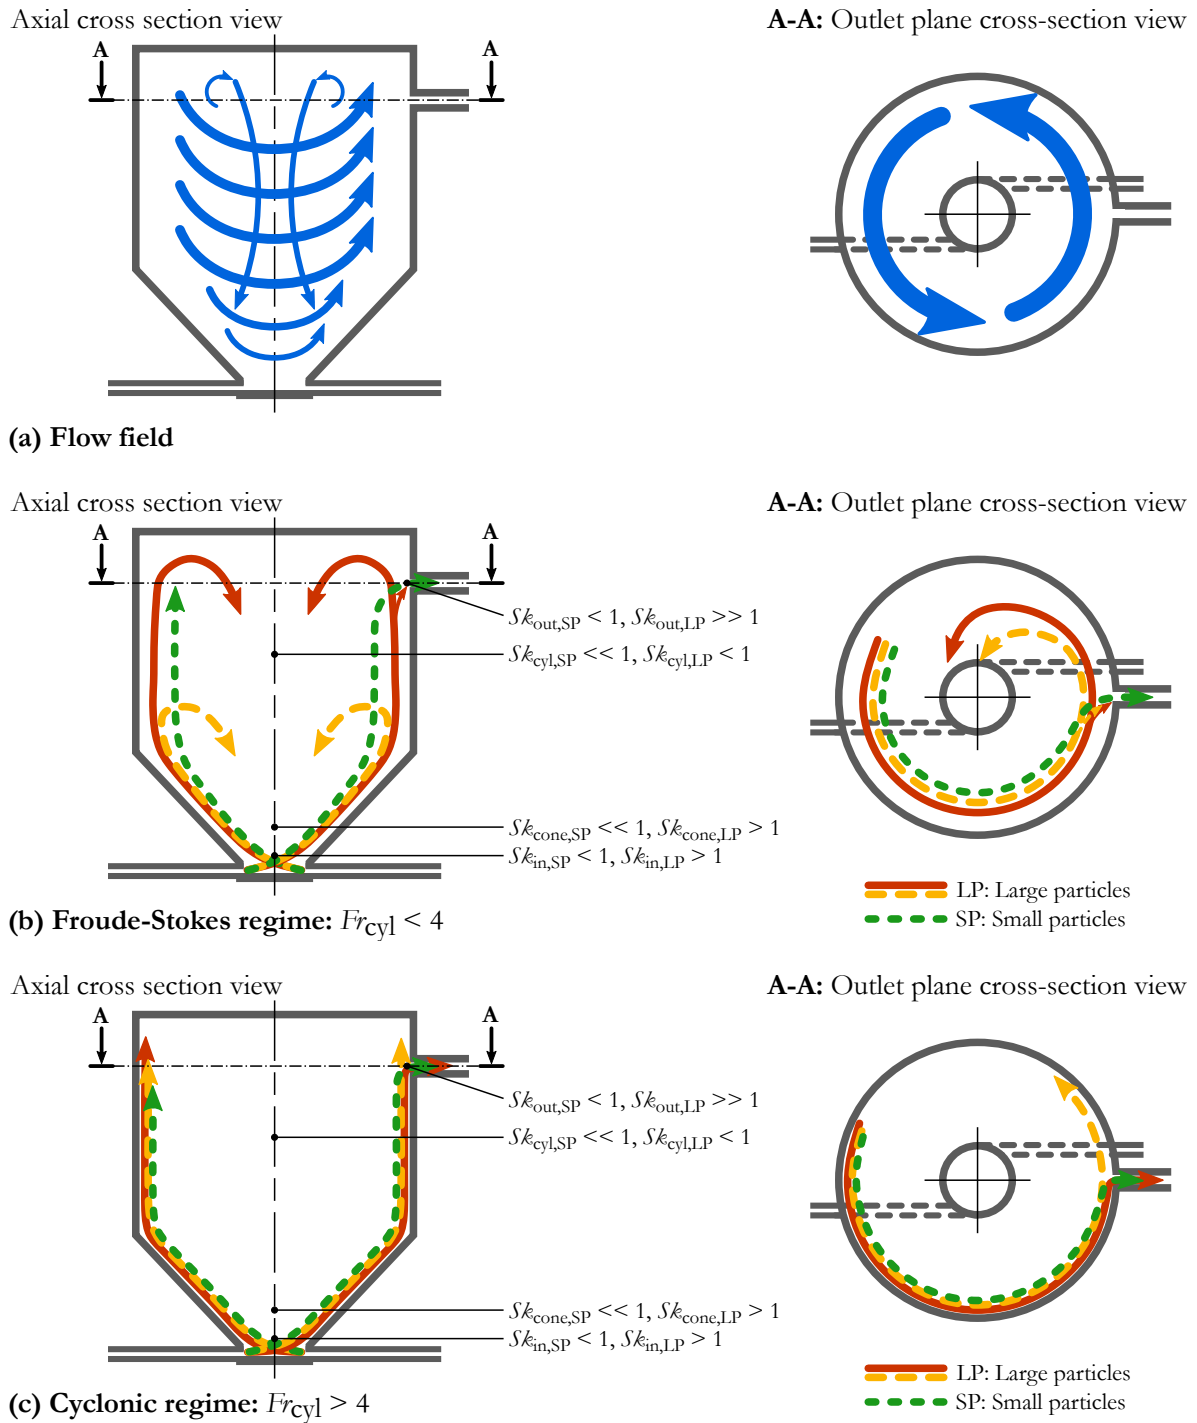 Axial cross section view
A-A: Outlet plane cross-section view
A
A
(a) Flow field
Axial cross section view
A-A: Outlet plane cross-section view
A
A
Sk_out,SP < 1, Sk_out,LP >> 1
Sk_cyl,SP << 1, Sk_cyl,LP < 1
Sk_cone,SP << 1, Sk_cone,LP > 1
Sk_in,SP < 1, Sk_in,LP > 1
LP: Large particles
SP: Small particles
(b) Froude-Stokes regime: Fr_cyl < 4
Axial cross section view
A-A: Outlet plane cross-section view
A
A
Sk_out,SP < 1, Sk_out,LP >> 1
Sk_cyl,SP << 1, Sk_cyl,LP < 1
Sk_cone,SP << 1, Sk_cone,LP > 1
Sk_in,SP < 1, Sk_in,LP > 1
LP: Large particles
SP: Small particles
(c) Cyclonic regime: Fr_cyl > 4